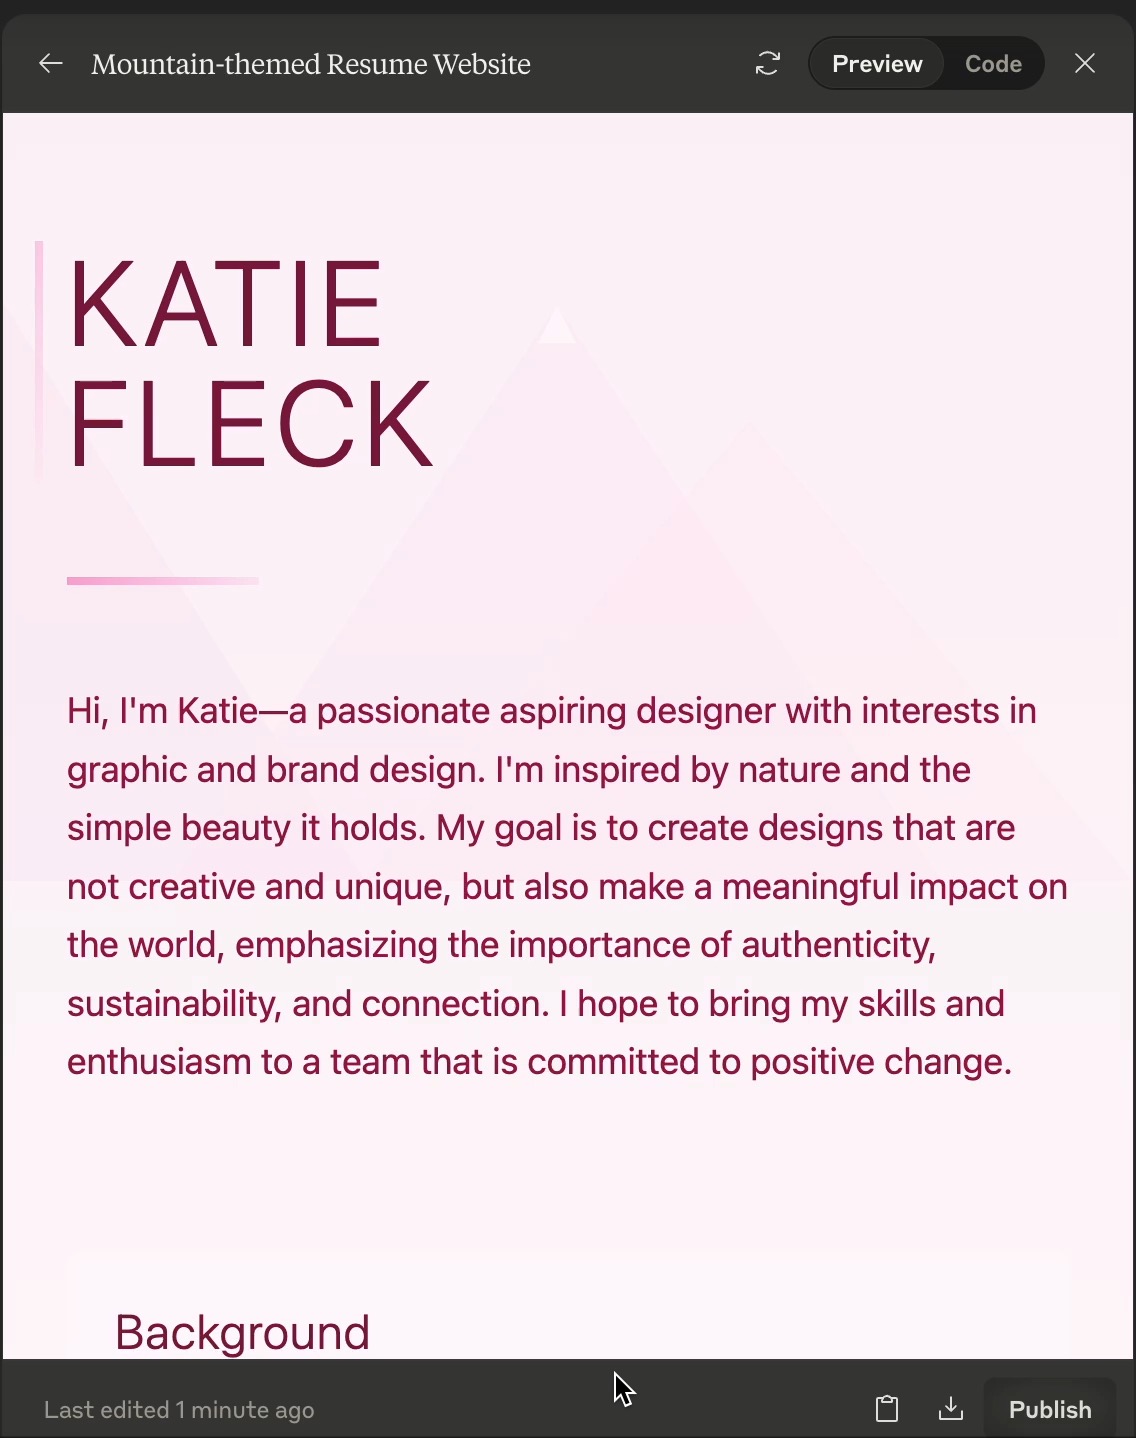 Mountain-themed Resume Website
Preview
Code
KATIE
FLECK
Hi, I'm Katie—a passionate aspiring designer with interests in
graphic and brand design. I'm inspired by nature and the
simple beauty it holds. My goal is to create designs that are
not creative and unique, but also make a meaningful impact on
the world, emphasizing the importance of authenticity,
sustainability, and connection. I hope to bring my skills and
enthusiasm to a team that is committed to positive change.
Background
Last edited 1 minute ago
Publish